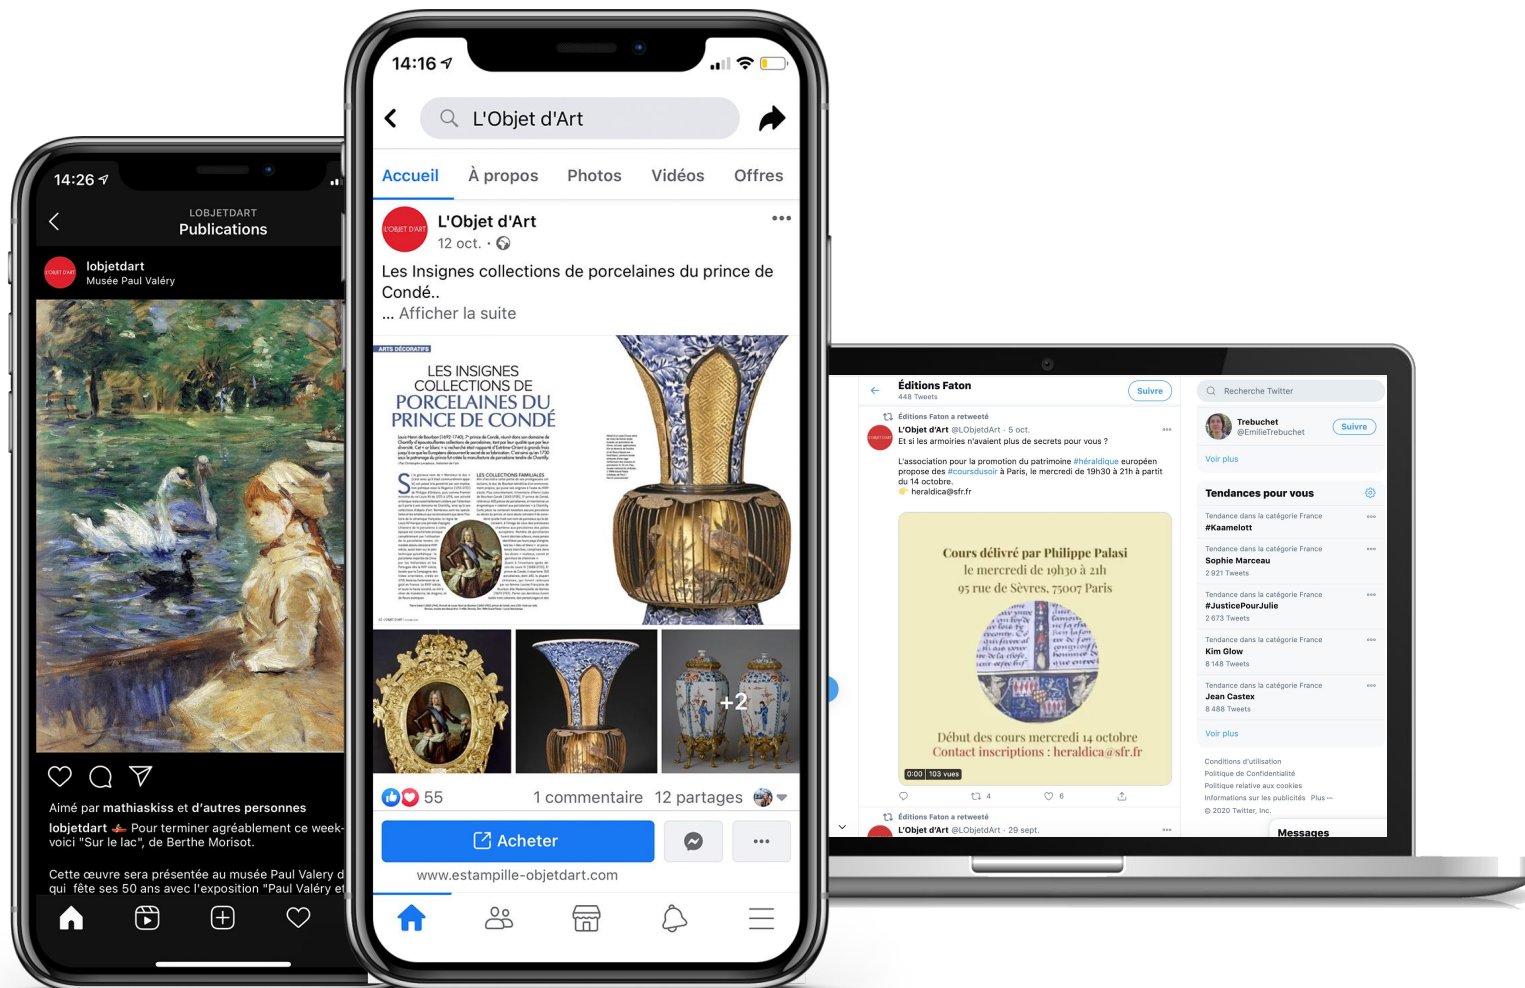 14:26
LOBJETDART
Publications
L'OBJET D'ART
lobjetdart
Musée Paul Valéry
Aimé par mathiaskiss et d'autres personnes
lobjetdart Pour terminer agréablement ce week-
voici "Sur le lac", de Berthe Morisot.
Cette œuvre sera présentée au musée Paul Valery d
qui fête ses 50 ans avec l'exposition "Paul Valéry et
14:16
L'Objet d'Art
Accueil
À propos
Photos
Vidéos
Offres
L'OBJET D'ART
L'Objet d'Art
12 oct. ·
Les Insignes collections de porcelaines du prince de
Condé..
... Afficher la suite
ARTS DÉCORATIFS
LES INSIGNES
COLLECTIONS DE
PORCELAINES DU
PRINCE DE CONDÉ
LES COLLECTIONS FAMILIALES
+2
55
1 commentaire
12 partages
Acheter
www.estampille-objetdart.com
Éditions Faton
448 Tweets
Suivre
Éditions Faton a retweeté
L'Objet d'Art @LObjetdArt · 5 oct.
Et si les armoiries n'avaient plus de secrets pour vous ?
L'association pour la promotion du patrimoine #héraldique européen
propose des #coursdusoir à Paris, le mercredi de 19h30 à 21h à partit
du 14 octobre.
heraldica@sfr.fr
Cours délivré par Philippe Palasi
le mercredi de 19h30 à 21h
95 rue de Sèvres, 75007 Paris
Début des cours mercredi 14 octobre
Contact inscriptions : heraldica@sfr.fr
0:00 103 vues
4
6
Éditions Faton a retweeté
L'Objet d'Art @LObjetdArt · 29 sept.
Recherche Twitter
Trebuchet
@EmilieTrebuchet
Suivre
Voir plus
Tendances pour vous
Tendance dans la catégorie France
#Kaamelott
Tendance dans la catégorie France
Sophie Marceau
2 921 Tweets
Tendance dans la catégorie France
#JusticePourJulie
2 673 Tweets
Tendance dans la catégorie France
Kim Glow
8 148 Tweets
Tendance dans la catégorie France
Jean Castex
8 488 Tweets
Voir plus
Conditions d'utilisation
Politique de Confidentialité
Politique relative aux cookies
Informations sur les publicités Plus
© 2020 Twitter, Inc.
Messages